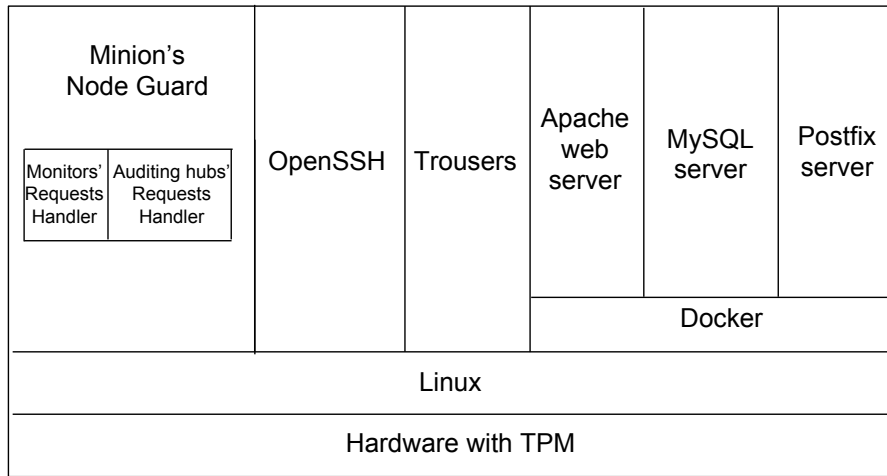 Minion's
Node Guard
Monitors'
Requests
Handler
Auditing hubs'
Requests
Handler
OpenSSH
Trousers
Apache
web
server
MySQL
server
Postfix
server
Docker
Linux
Hardware with TPM